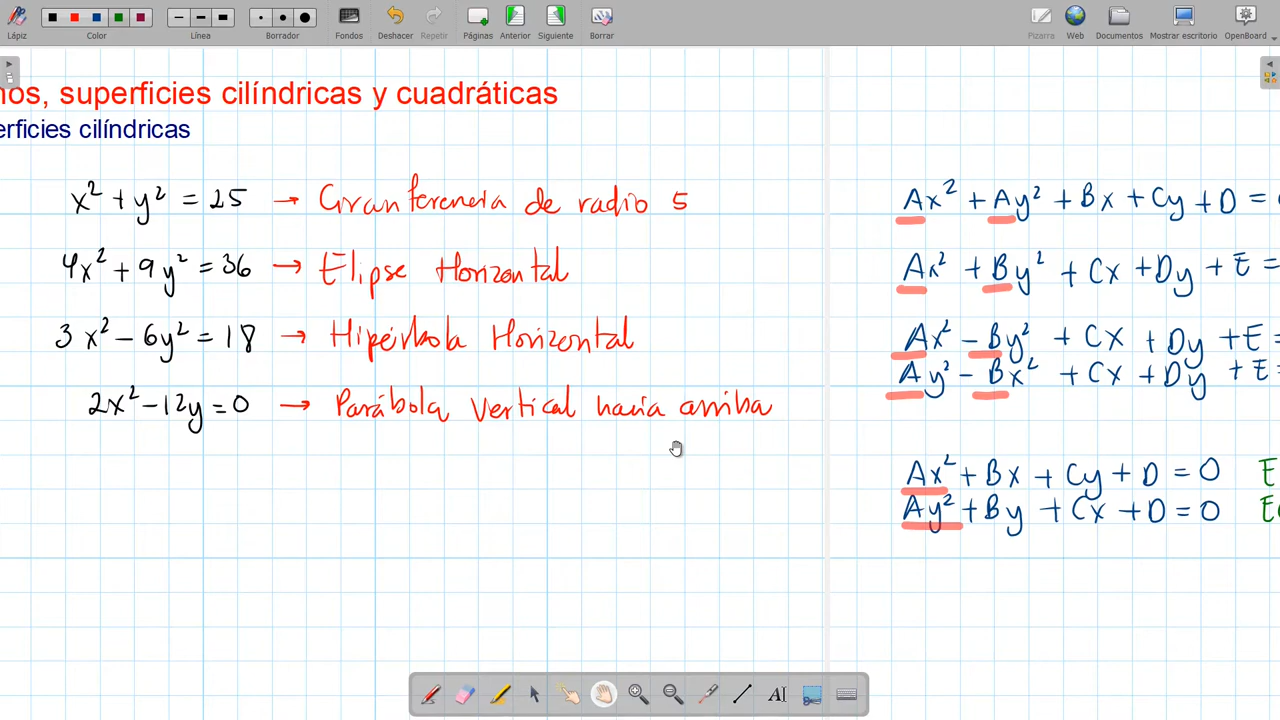 Lápiz Color Línea Borrador Fondos Deshacer Repetir Páginas Anterior Siguiente Borrar Pizarra Web Documentos Mostrar escritorio OpenBoard
nos, superficies cilíndricas y cuadráticas
erficies cilíndricas
x² + y² = 25 → Circunferencia de radio 5
4x² + 9y² = 36 → Elipse Horizontal
3x² - 6y² = 18 → Hipérbola Horizontal
2x² - 12y = 0 → Parábola Vertical hacia arriba
Ax² + Ay² + Bx + Cy + D =
Ax² + By² + Cx + Dy + E =
Ax² - By² + Cx + Dy + E =
Ay² - Bx² + Cx + Dy + E =
Ax² + Bx + Cy + D = 0 E
Ay² + By + Cx + D = 0 Ec
AI